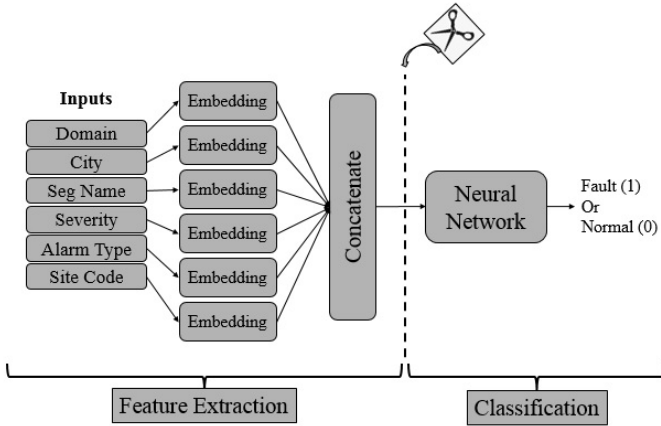 Inputs
Domain
City
Seg Name
Severity
Alarm Type
Site Code
Embedding
Embedding
Embedding
Embedding
Embedding
Embedding
Concatenate
Neural
Network
Fault (1)
Or
Normal (0)
Feature Extraction
Classification